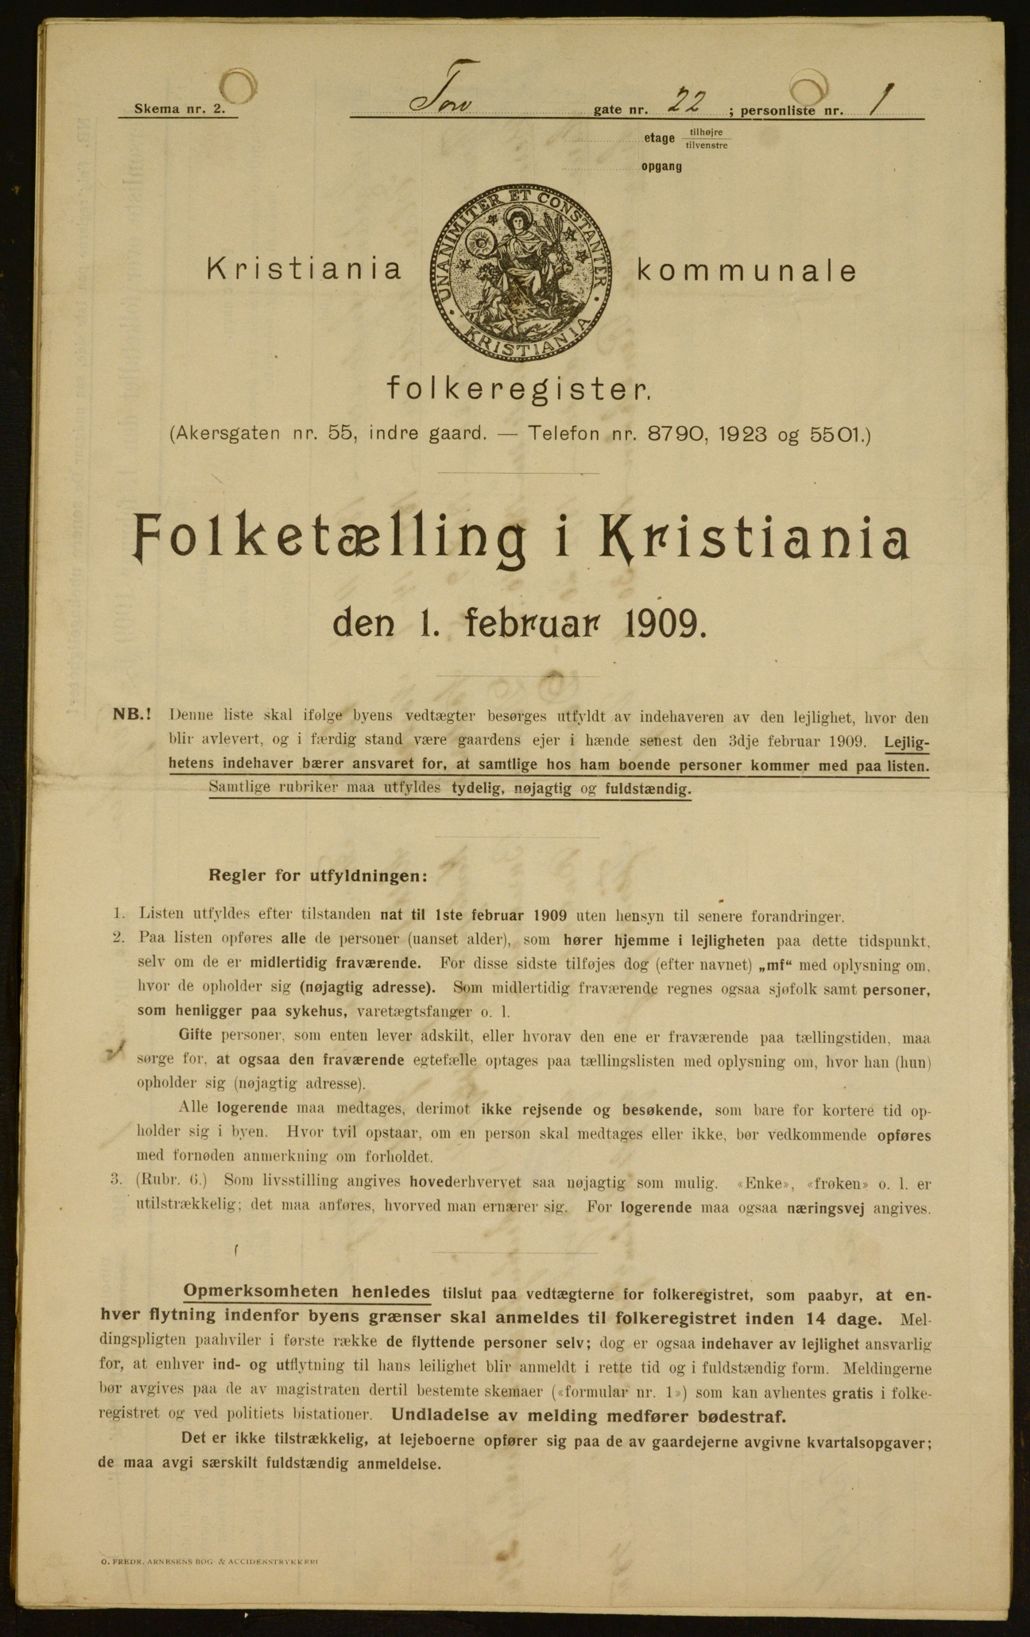 Skema nr. 2.
Torv gate nr. 22 ; personliste nr. 1
etage tilhøjre
tilvenstre
opgang
UNANIMITER ET CONSTANTER
KRISTIANIA
Kristiania kommunale
folkeregister.
(Akersgaten nr. 55, indre gaard. — Telefon nr. 8790, 1923 og 5501.)
Folketælling i Kristiania
den 1. februar 1909.
NB.! Denne liste skal ifølge byens vedtægter besørges utfyldt av indehaveren av den lejlighet, hvor den
blir avlevert, og i færdig stand være gaardens ejer i hænde senest den 3dje februar 1909. Lejlig-
hetens indehaver bærer ansvaret for, at samtlige hos ham boende personer kommer med paa listen.
Samtlige rubriker maa utfyldes tydelig, nøjagtig og fuldstændig.
Regler for utfyldningen:
1. Listen utfyldes efter tilstanden nat til 1ste februar 1909 uten hensyn til senere forandringer.
2. Paa listen opføres alle de personer (uanset alder), som hører hjemme i lejligheten paa dette tidspunkt,
selv om de er midlertidig fraværende. For disse sidste tilføjes dog (efter navnet) „mf“ med oplysning om,
hvor de opholder sig (nøjagtig adresse). Som midlertidig fraværende regnes ogsaa sjøfolk samt personer,
som henligger paa sykehus, varetægtsfanger o. l.
Gifte personer, som enten lever adskilt, eller hvorav den ene er fraværende paa tællingstiden, maa
sørge for, at ogsaa den fraværende egtefælle optages paa tællingslisten med oplysning om, hvor han (hun)
opholder sig (nøjagtig adresse).
Alle logerende maa medtages, derimot ikke rejsende og besøkende, som bare for kortere tid op-
holder sig i byen. Hvor tvil opstaar, om en person skal medtages eller ikke, bør vedkommende opføres
med fornøden anmerkning om forholdet.
3. (Rubr. 6.) Som livsstilling angives hovederhvervet saa nøjagtig som mulig. «Enke», «frøken» o. l. er
utilstrækkelig; det maa anføres, hvorved man ernærer sig. For logerende maa ogsaa næringsvej angives.
Opmerksomheten henledes tilslut paa vedtægterne for folkeregistret, som paabyr, at en-
hver flytning indenfor byens grænser skal anmeldes til folkeregistret inden 14 dage. Mel-
dingspligten paahviler i første række de flyttende personer selv; dog er ogsaa indehaver av lejlighet ansvarlig
for, at enhver ind- og utflytning til hans leilighet blir anmeldt i rette tid og i fuldstændig form. Meldingerne
bør avgives paa de av magistraten dertil bestemte skemaer («formular nr. 1») som kan avhentes gratis i folke-
registret og ved politiets bistationer. Undladelse av melding medfører bødestraf.
Det er ikke tilstrækkelig, at lejeboerne opfører sig paa de av gaardejerne avgivne kvartalsopgaver;
de maa avgi særskilt fuldstændig anmeldelse.
O. FREDR. ARNESENS BOG- & ACCIDENSTRYKKERI